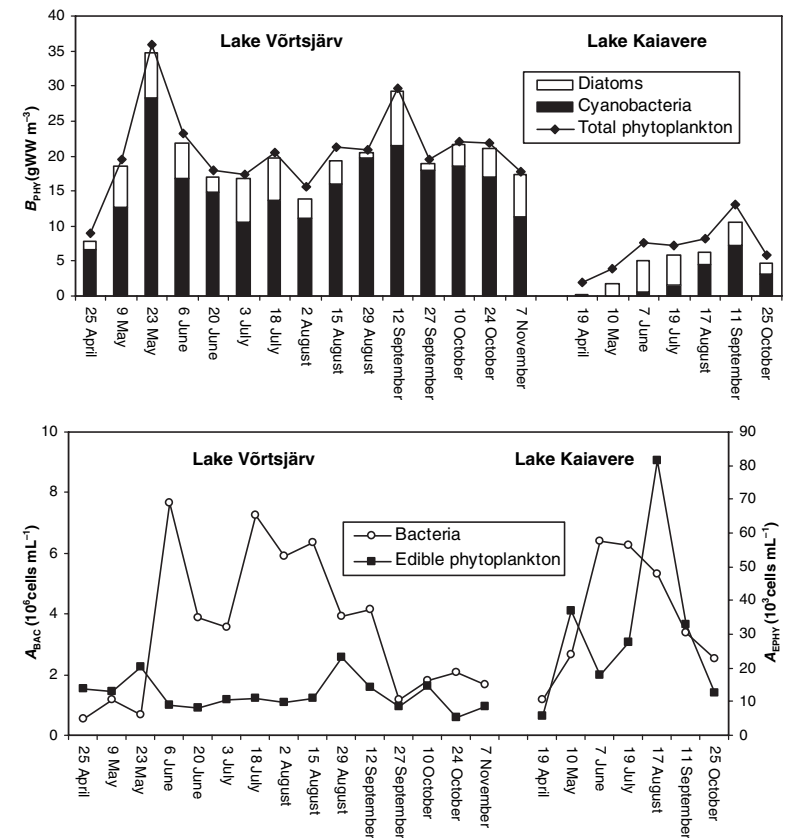 40
35
30
25
20
15
10
5
0
B_PHY (gWW m⁻³)
Lake Võrtsjärv
Lake Kaiavere
Diatoms
Cyanobacteria
Total phytoplankton
25 April
9 May
23 May
6 June
20 June
3 July
18 July
2 August
15 August
29 August
12 September
27 September
10 October
24 October
7 November
19 April
10 May
7 June
19 July
17 August
11 September
25 October
10
8
6
4
2
0
A_BAC (10⁶cells mL⁻¹)
Lake Võrtsjärv
Lake Kaiavere
Bacteria
Edible phytoplankton
90
80
70
60
50
40
30
20
10
0
A_EPHY (10³cells mL⁻¹)
25 April
9 May
23 May
6 June
20 June
3 July
18 July
2 August
15 August
29 August
12 September
27 September
10 October
24 October
7 November
19 April
10 May
7 June
19 July
17 August
11 September
25 October